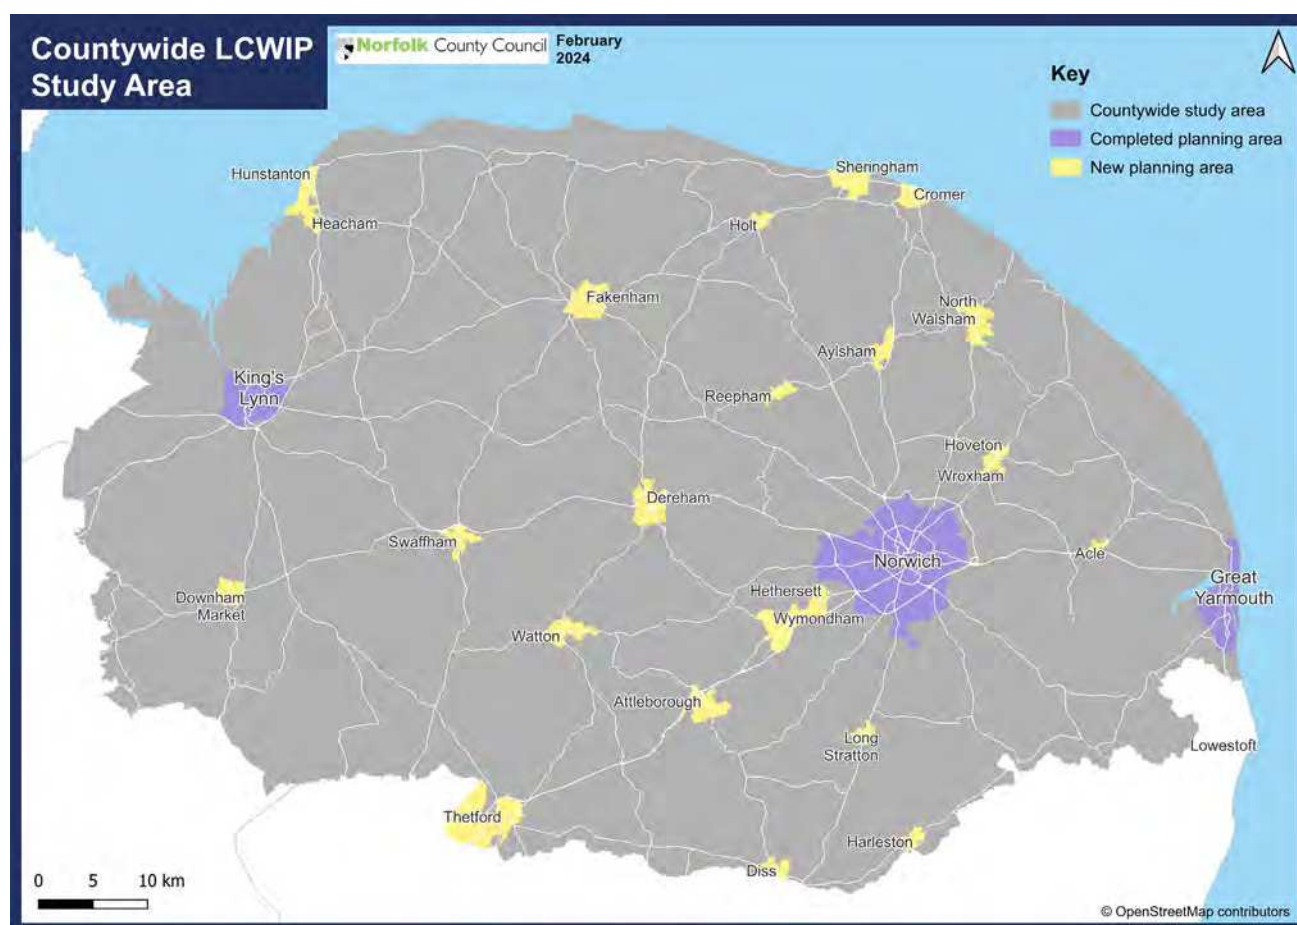 Countywide LCWIP
Study Area
Norfolk County Council
February
2024
Key
Countywide study area
Completed planning area
New planning area
Hunstanton
Heacham
Sheringham
Cromer
Holt
Fakenham
North
Walsham
Aylsham
King's
Lynn
Reepham
Hoveton
Wroxham
Dereham
Swaffham
Norwich
Acle
Great
Yarmouth
Downham
Market
Hethersett
Wymondham
Watton
Attleborough
Long
Stratton
Lowestoft
Thetford
Harleston
Diss
0 5 10 km
© OpenStreetMap contributors